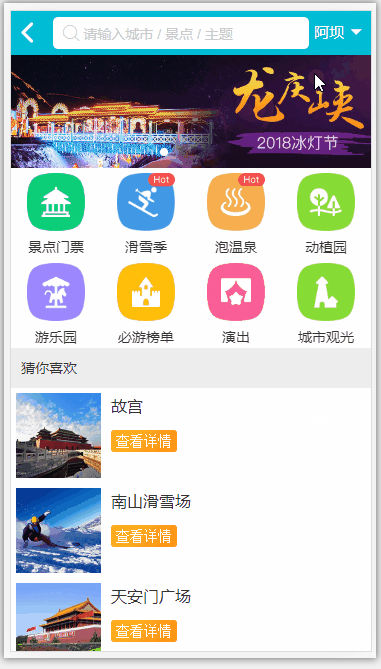 请输入城市 / 景点 / 主题
阿坝
龙庆峡
2018冰灯节
Hot
Hot
景点门票
滑雪季
泡温泉
动植园
游乐园
必游榜单
演出
城市观光
猜你喜欢
故宫
查看详情
南山滑雪场
查看详情
天安门广场
查看详情